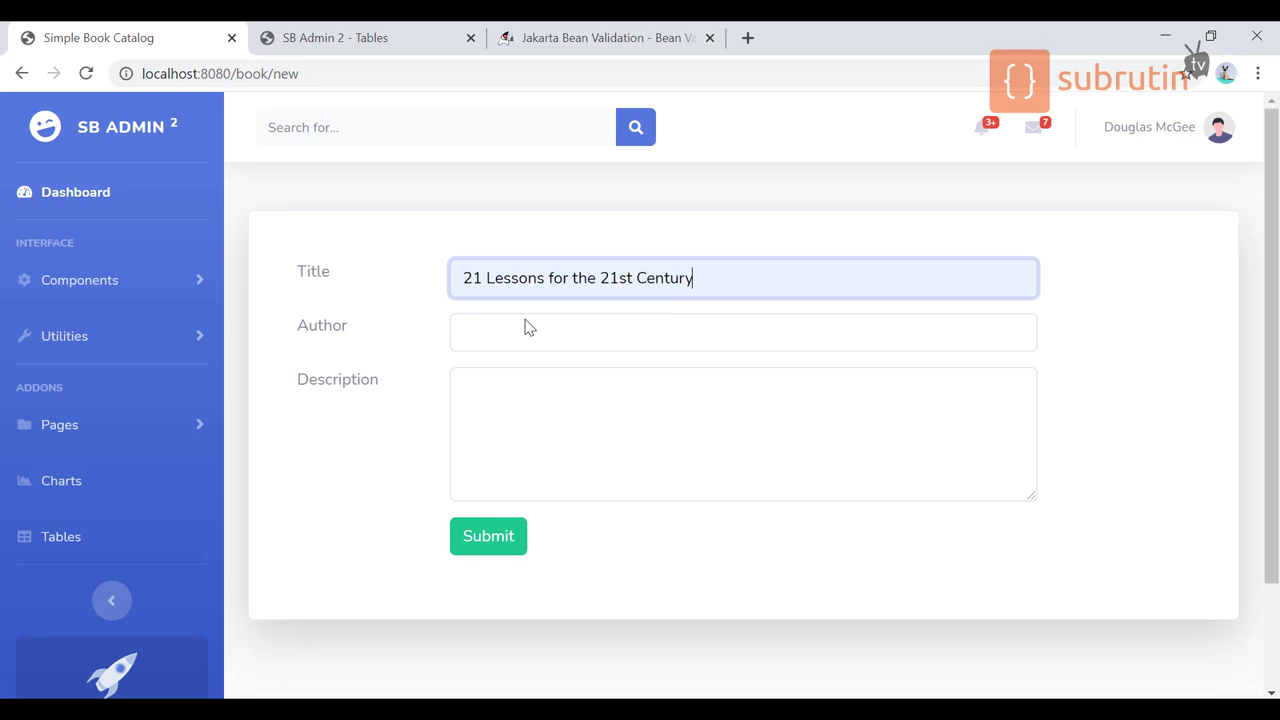 Simple Book Catalog
SB Admin 2 - Tables
Jakarta Bean Validation - Bean Va
localhost:8080/book/new
{ } subrutin tv
SB ADMIN 2
Search for...
3+
7
Douglas McGee
Dashboard
INTERFACE
Components
Utilities
ADDONS
Pages
Charts
Tables
Title
21 Lessons for the 21st Century
Author
Description
Submit